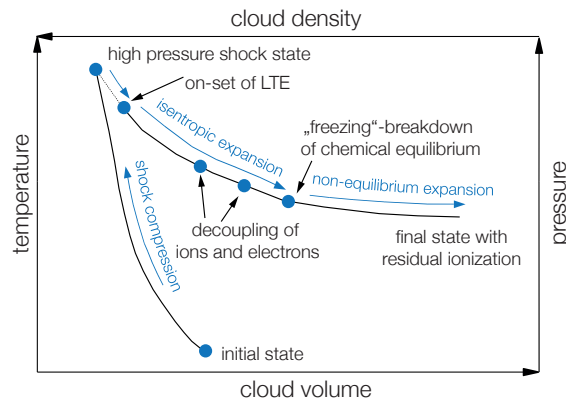 cloud density
high pressure shock state
on-set of LTE
isentropic expansion
„freezing“-breakdown
of chemical equilibrium
non-equilibrium expansion
temperature
pressure
shock compression
decoupling of
ions and electrons
final state with
residual ionization
initial state
cloud volume